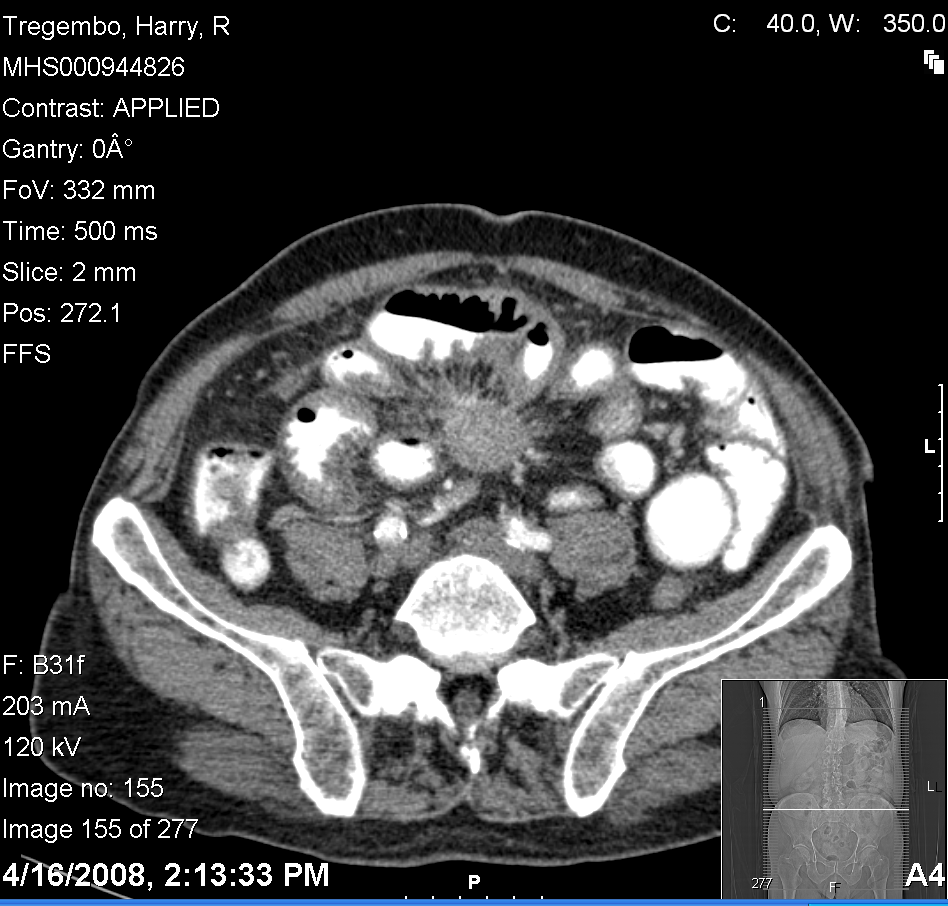 Tregembo, Harry, R
C: 40.0, W: 350.0
MHS000944826
Contrast: APPLIED
Gantry: 0Â°
FoV: 332 mm
Time: 500 ms
Slice: 2 mm
Pos: 272.1
FFS
L
F: B31f
203 mA
120 kV
Image no: 155
Image 155 of 277
4/16/2008, 2:13:33 PM
P
1
L
277
F
A4